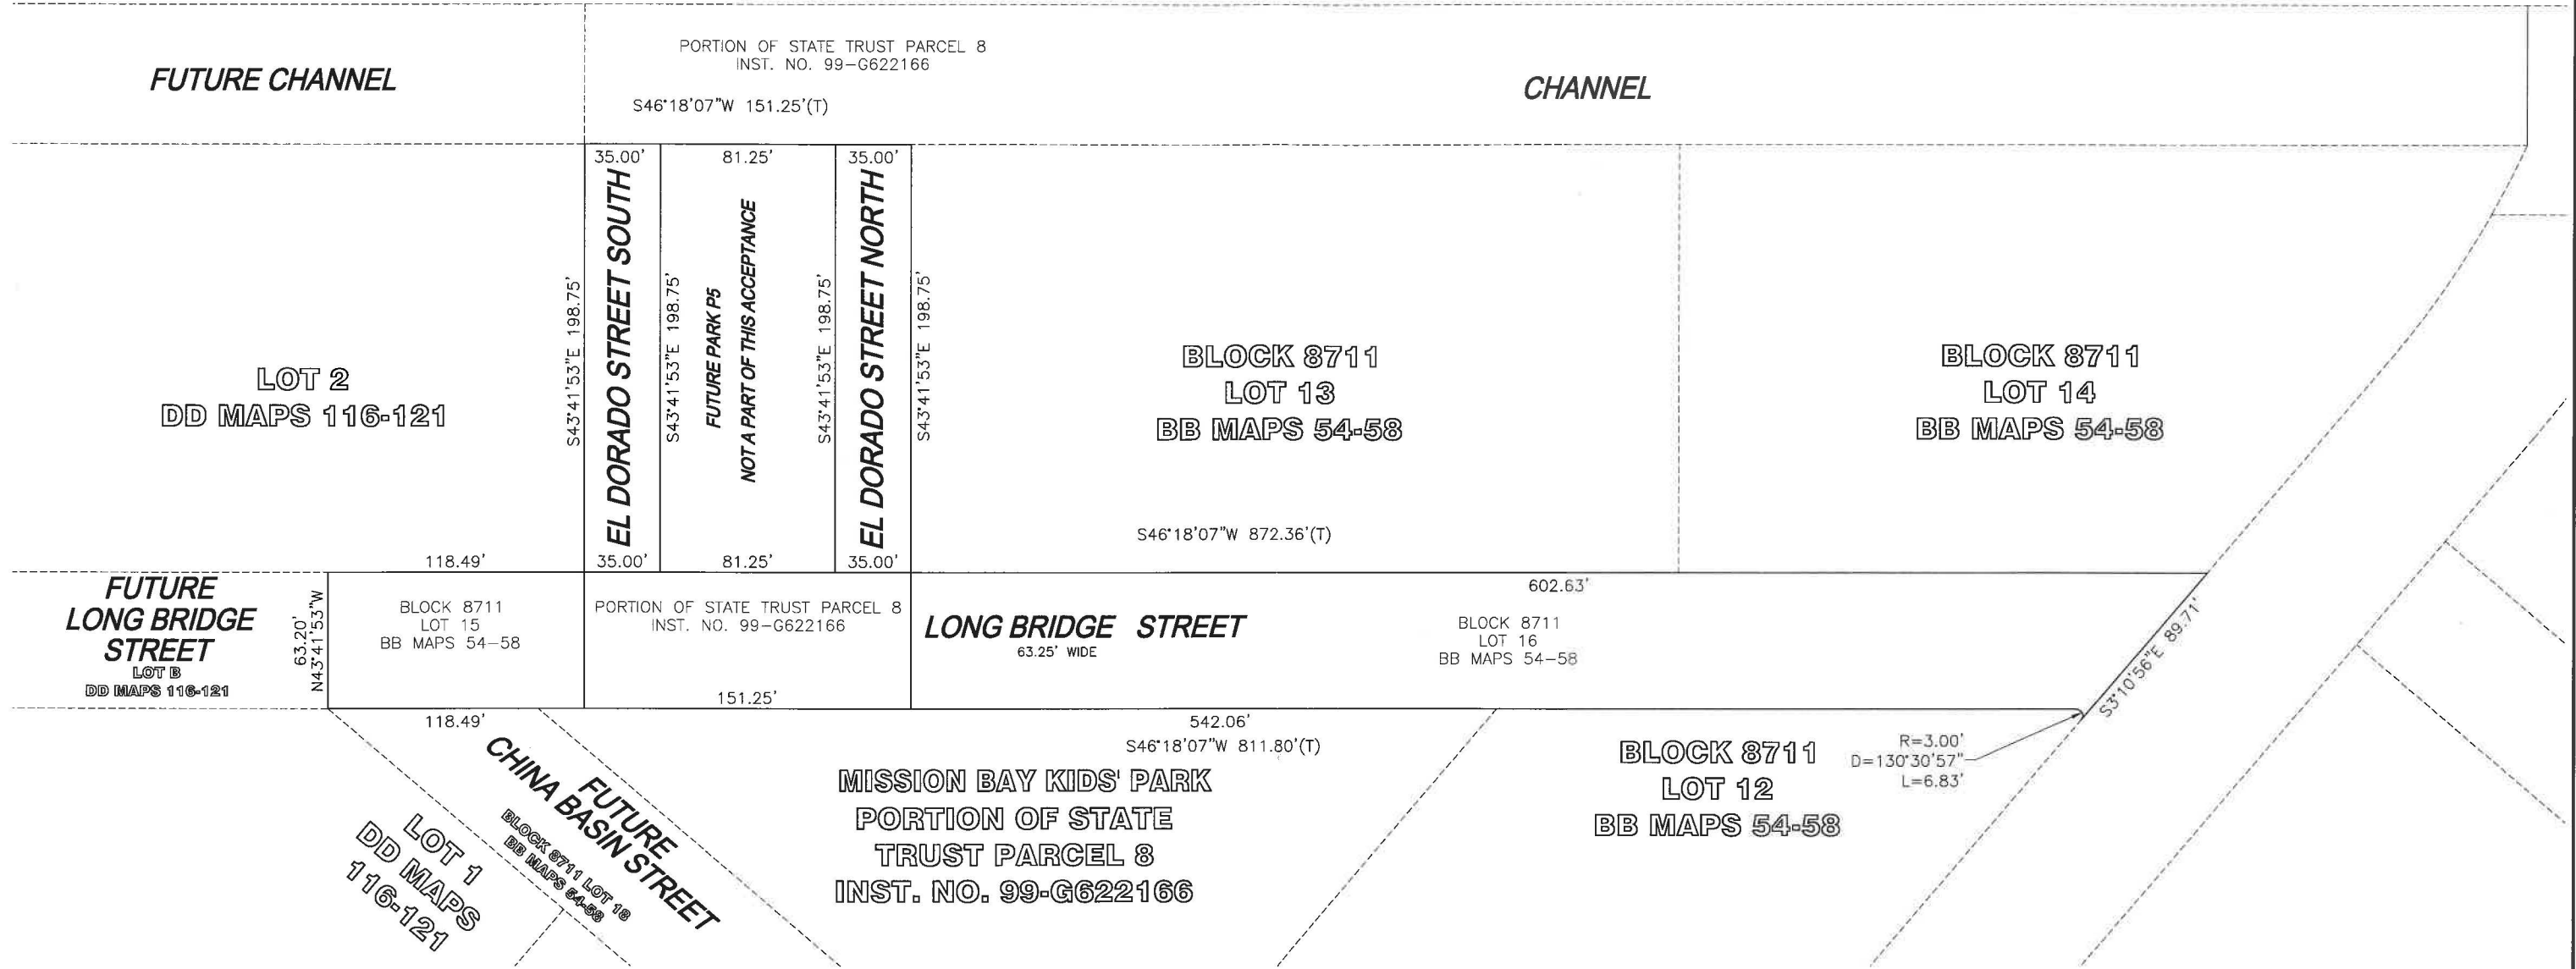 FUTURE CHANNEL
PORTION OF STATE TRUST PARCEL 8
INST. NO. 99-G622166
S46°18'07"W 151.25'(T)
CHANNEL
35.00'
81.25'
35.00'
LOT 2
DD MAPS 116-121
S43°41'53"E 198.75'
EL DORADO STREET SOUTH
S43°41'53"E 198.75'
FUTURE PARK P5
NOT A PART OF THIS ACCEPTANCE
S43°41'53"E 198.75'
EL DORADO STREET NORTH
S43°41'53"E 198.75'
BLOCK 8711
LOT 13
BB MAPS 54-58
BLOCK 8711
LOT 14
BB MAPS 54-58
S46°18'07"W 872.36'(T)
118.49'
35.00'
81.25'
35.00'
602.63'
FUTURE
LONG BRIDGE
STREET
LOT B
DD MAPS 116-121
63.20'
N43°41'53"W
BLOCK 8711
LOT 15
BB MAPS 54-58
PORTION OF STATE TRUST PARCEL 8
INST. NO. 99-G622166
LONG BRIDGE STREET
63.25' WIDE
BLOCK 8711
LOT 16
BB MAPS 54-58
S3°10'56"E 89.71'
151.25'
118.49'
542.06'
S46°18'07"W 811.80'(T)
R=3.00'
D=130°30'57"
L=6.83'
FUTURE
CHINA BASIN STREET
BLOCK 8711 LOT 18
BB MAPS 54-58
LOT 1
DD MAPS
116-121
MISSION BAY KIDS' PARK
PORTION OF STATE
TRUST PARCEL 8
INST. NO. 99-G622166
BLOCK 8711
LOT 12
BB MAPS 54-58